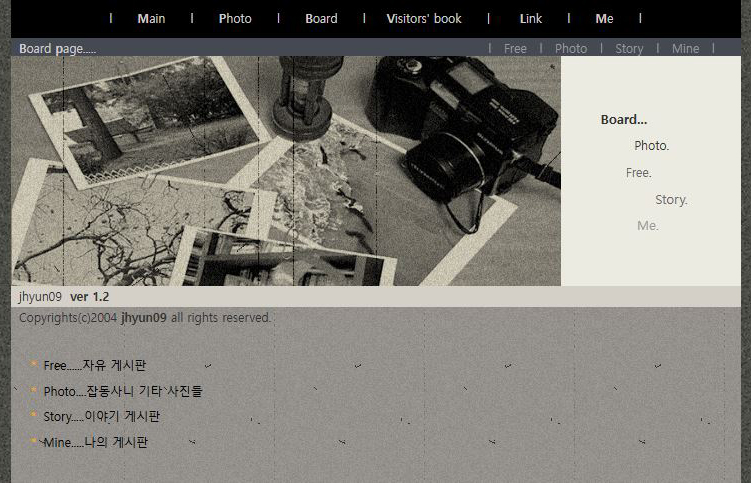 | Main | Photo | Board | Visitors' book | Link | Me |
Board page..... | Free | Photo | Story | Mine |
Board...
Photo.
Free.
Story.
Me.
jhyun09 ver 1.2
Copyrights(c)2004 jhyun09 all rights reserved.
* Free......자유 게시판
* Photo....잡동사니 기타 사진들
* Story.....이야기 게시판
* Mine.....나의 게시판